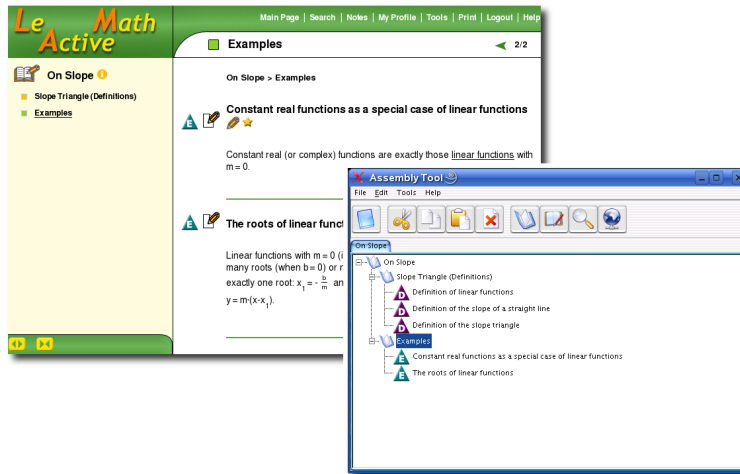 Le Math
Active
Main Page | Search | Notes | My Profile | Tools | Print | Logout | Help
Examples
2/2
On Slope
Slope Triangle (Definitions)
Examples
On Slope > Examples
Constant real functions as a special case of linear functions
Constant real (or complex) functions are exactly those linear functions with
m = 0.
The roots of linear funct
Linear functions with m = 0 (i
many roots (when b = 0) or r
exactly one root: x1 = - b/m an
y = m·(x-x1).
Assembly Tool
File Edit Tools Help
On Slope
On Slope
Slope Triangle (Definitions)
D Definition of linear functions
D Definition of the slope of a straight line
D Definition of the slope triangle
Examples
E Constant real functions as a special case of linear functions
E The roots of linear functions